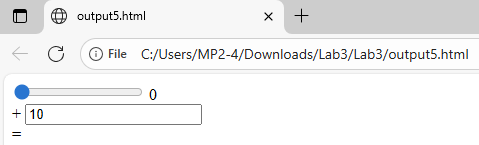 output5.html
File C:/Users/MP2-4/Downloads/Lab3/Lab3/output5.html
0
+ 10
=